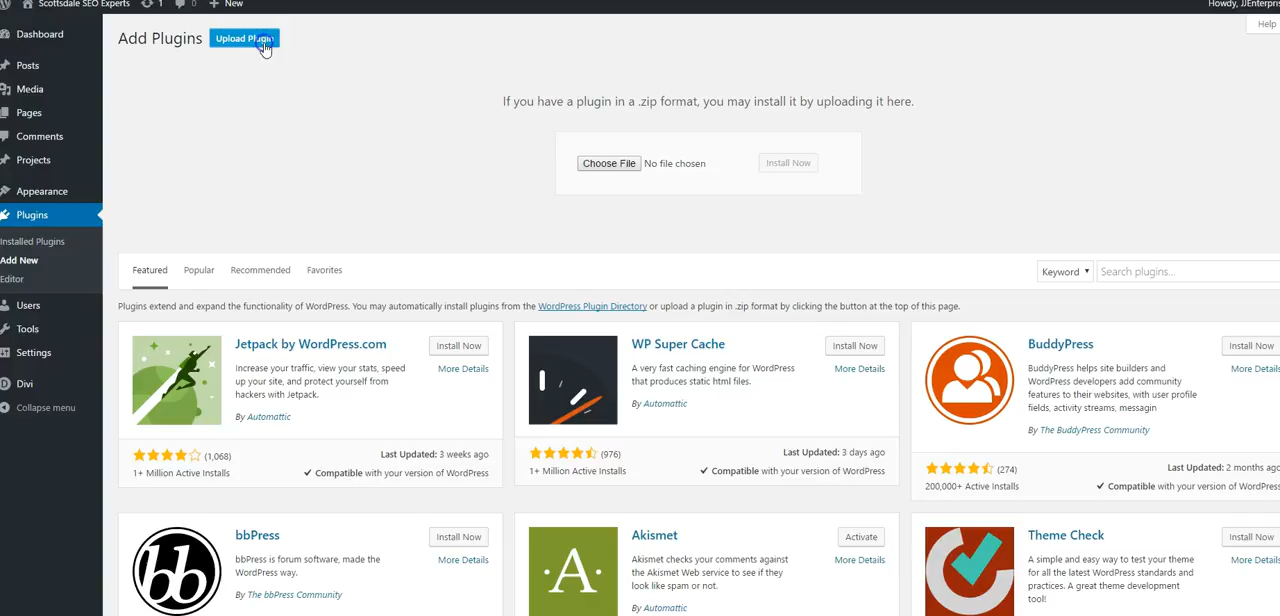 Scottsdale SEO Experts 1 0 New Howdy, JJEnterpris
Help
Dashboard
Posts
Media
Pages
Comments
Projects
Appearance
Plugins
Installed Plugins
Add New
Editor
Users
Tools
Settings
Divi
Collapse menu
Add Plugins Upload Plugin
If you have a plugin in a .zip format, you may install it by uploading it here.
Choose File No file chosen Install Now
Featured Popular Recommended Favorites Keyword Search plugins...
Plugins extend and expand the functionality of WordPress. You may automatically install plugins from the WordPress Plugin Directory or upload a plugin in .zip format by clicking the button at the top of this page.
Jetpack by WordPress.com
Install Now
More Details
Increase your traffic, view your stats, speed
up your site, and protect yourself from
hackers with Jetpack.
By Automattic
(1,068)
1+ Million Active Installs
Last Updated: 3 weeks ago
Compatible with your version of WordPress
WP Super Cache
Install Now
More Details
A very fast caching engine for WordPress
that produces static html files.
By Automattic
(976)
1+ Million Active Installs
Last Updated: 3 days ago
Compatible with your version of WordPress
BuddyPress
Install Now
More Details
BuddyPress helps site builders and
WordPress developers add community
features to their websites, with user profile
fields, activity streams, messagin
By The BuddyPress Community
(274)
200,000+ Active Installs
Last Updated: 2 months ago
Compatible with your version of WordPress
bb
bbPress
Install Now
More Details
bbPress is forum software, made the
WordPress way.
By The bbPress Community
·A·
Akismet
Activate
More Details
Akismet checks your comments against
the Akismet Web service to see if they
look like spam or not.
By Automattic
Theme Check
Install Now
More Details
A simple and easy way to test your theme
for all the latest WordPress standards and
practices. A great theme development
tool!